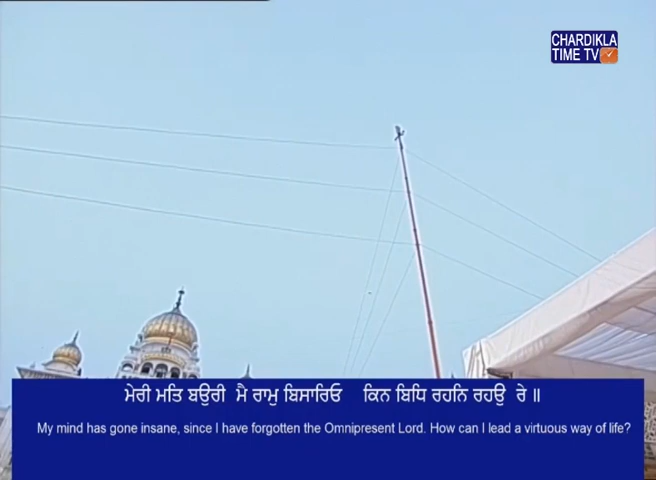 CHARDIKLA
TIME TV
ਮੇਰੀ ਮਤਿ ਬਉਰੀ ਮੈ ਰਾਮੁ ਬਿਸਾਰਿਓ ਕਿਨ ਬਿਧਿ ਰਹਨਿ ਰਹਉ ਰੇ ॥
My mind has gone insane, since I have forgotten the Omnipresent Lord. How can I lead a virtuous way of life?